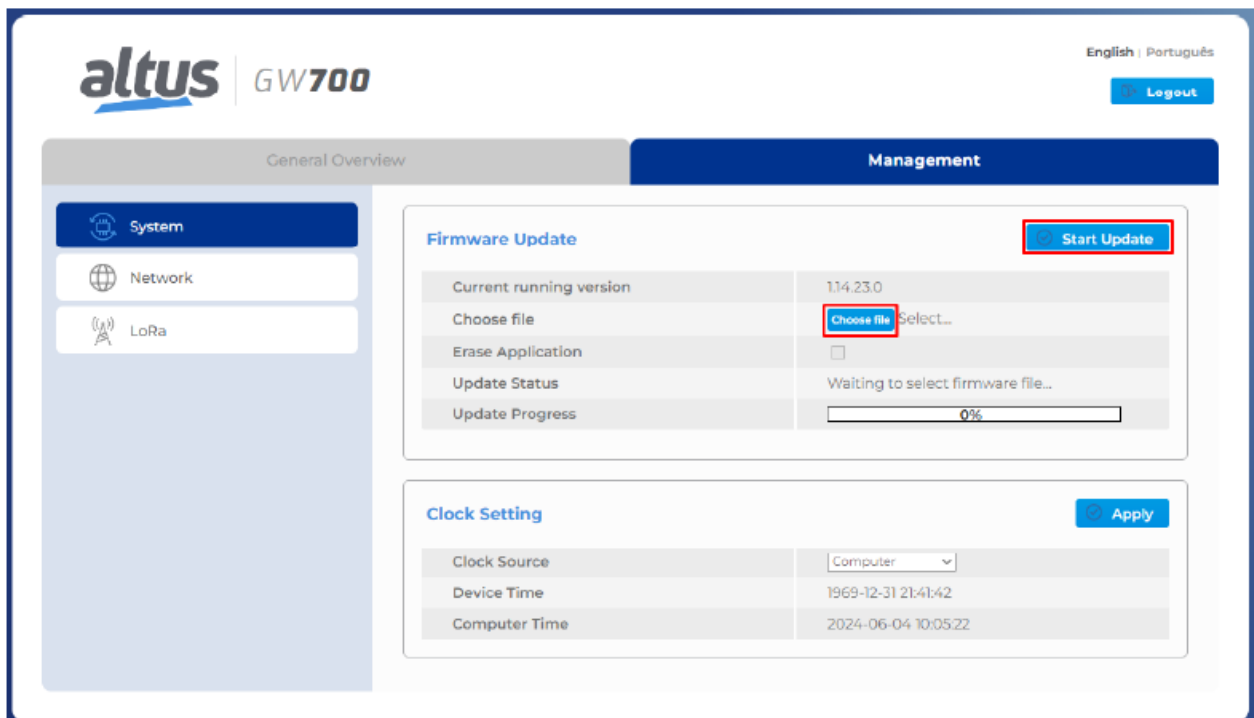 English | Português
altus GW700
Logout
General Overview Management
System
Network
LoRa
Firmware Update Start Update
Current running version 1.14.23.0
Choose file Choose file Select...
Erase Application
Update Status Waiting to select firmware file...
Update Progress 0%
Clock Setting Apply
Clock Source Computer
Device Time 1969-12-31 21:41:42
Computer Time 2024-06-04 10:05:22